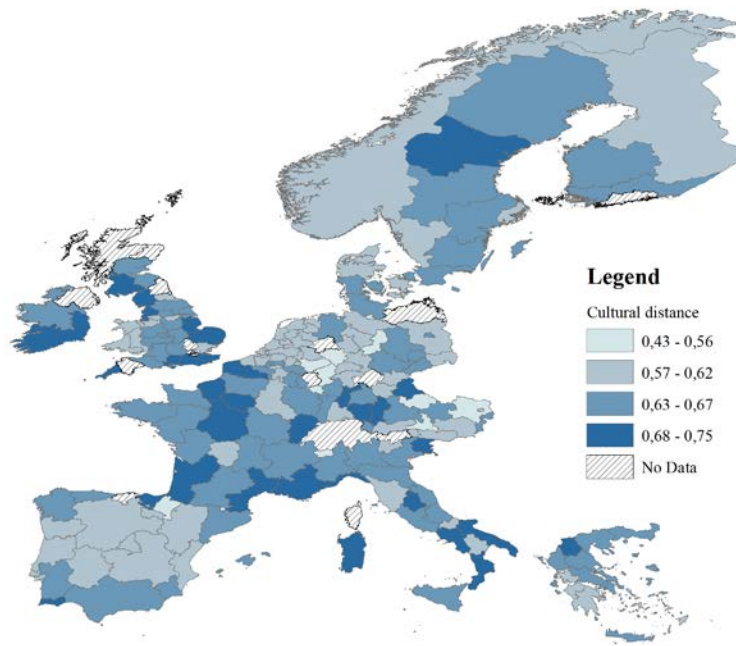 Legend
Cultural distance
0,43 - 0,56
0,57 - 0,62
0,63 - 0,67
0,68 - 0,75
No Data